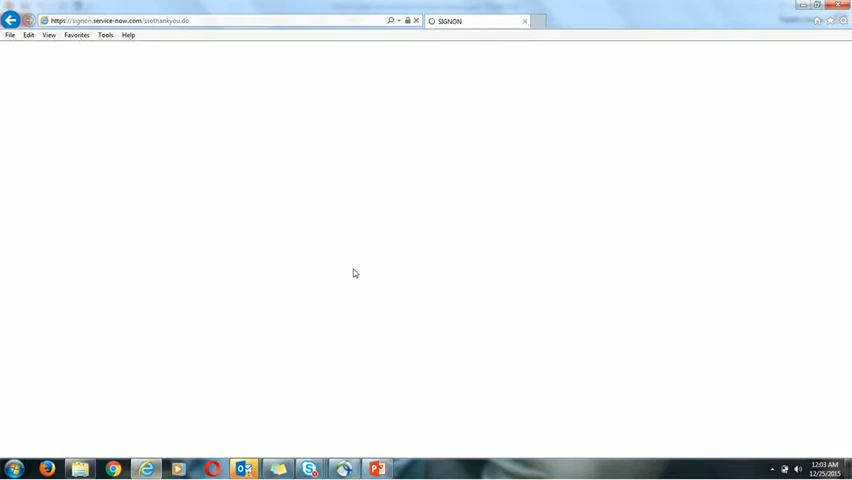 https://signon.service-now.com/ssothankyou.do
SIGNON
File Edit View Favorites Tools Help
12:03 AM
12/25/2015